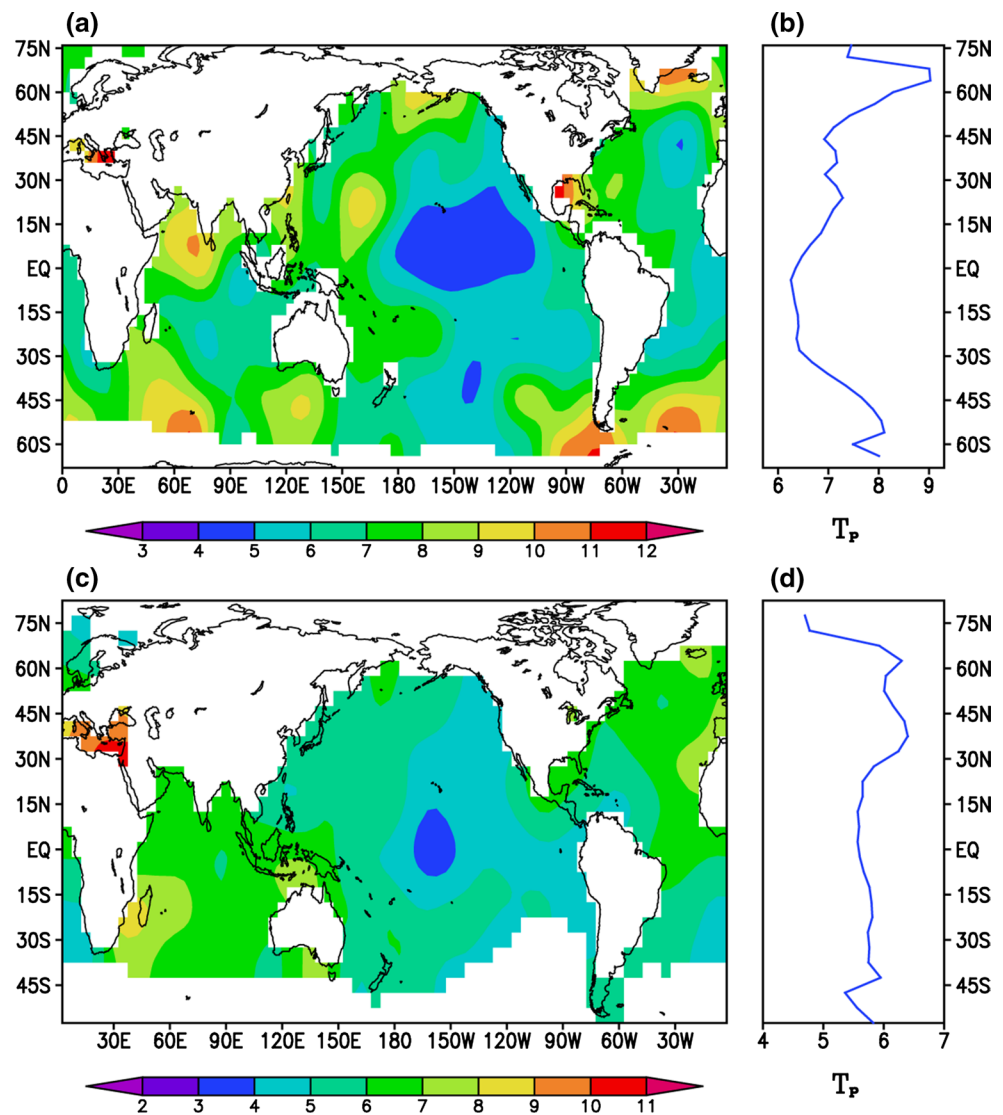 (a) (b)
75N 75N
60N 60N
45N 45N
30N 30N
15N 15N
EQ EQ
15S 15S
30S 30S
45S 45S
60S 60S
0 30E 60E 90E 120E 150E 180 150W 120W 90W 60W 30W 6 7 8 9
3 4 5 6 7 8 9 10 11 12
TP
(c) (d)
75N 75N
60N 60N
45N 45N
30N 30N
15N 15N
EQ EQ
15S 15S
30S 30S
45S 45S
30E 60E 90E 120E 150E 180 150W 120W 90W 60W 30W 4 5 6 7
2 3 4 5 6 7 8 9 10 11
TP